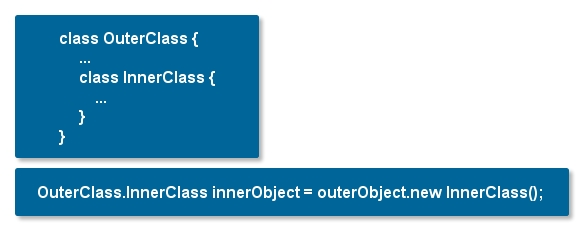 class OuterClass {
...
class InnerClass {
...
}
}
OuterClass.InnerClass innerObject = outerObject.new InnerClass();